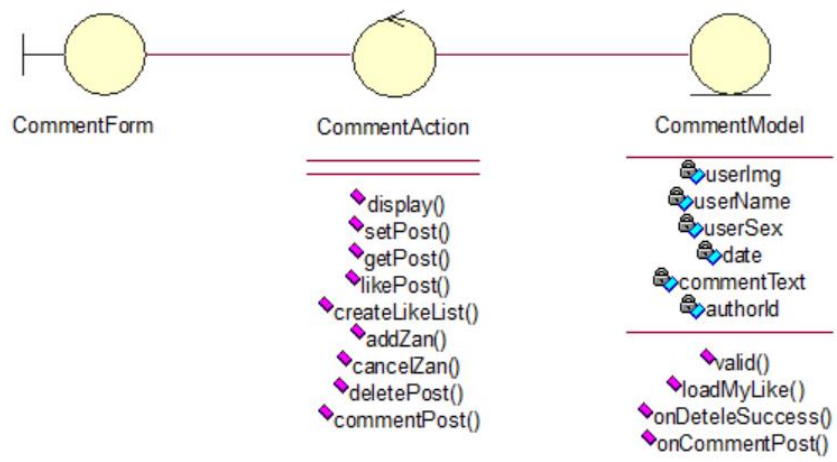 CommentForm
CommentAction
display()
setPost()
getPost()
likePost()
createLikeList()
addZan()
cancelZan()
deletePost()
commentPost()
CommentModel
userImg
userName
userSex
date
commentText
authorId
valid()
loadMyLike()
onDeteleSuccess()
onCommentPost()